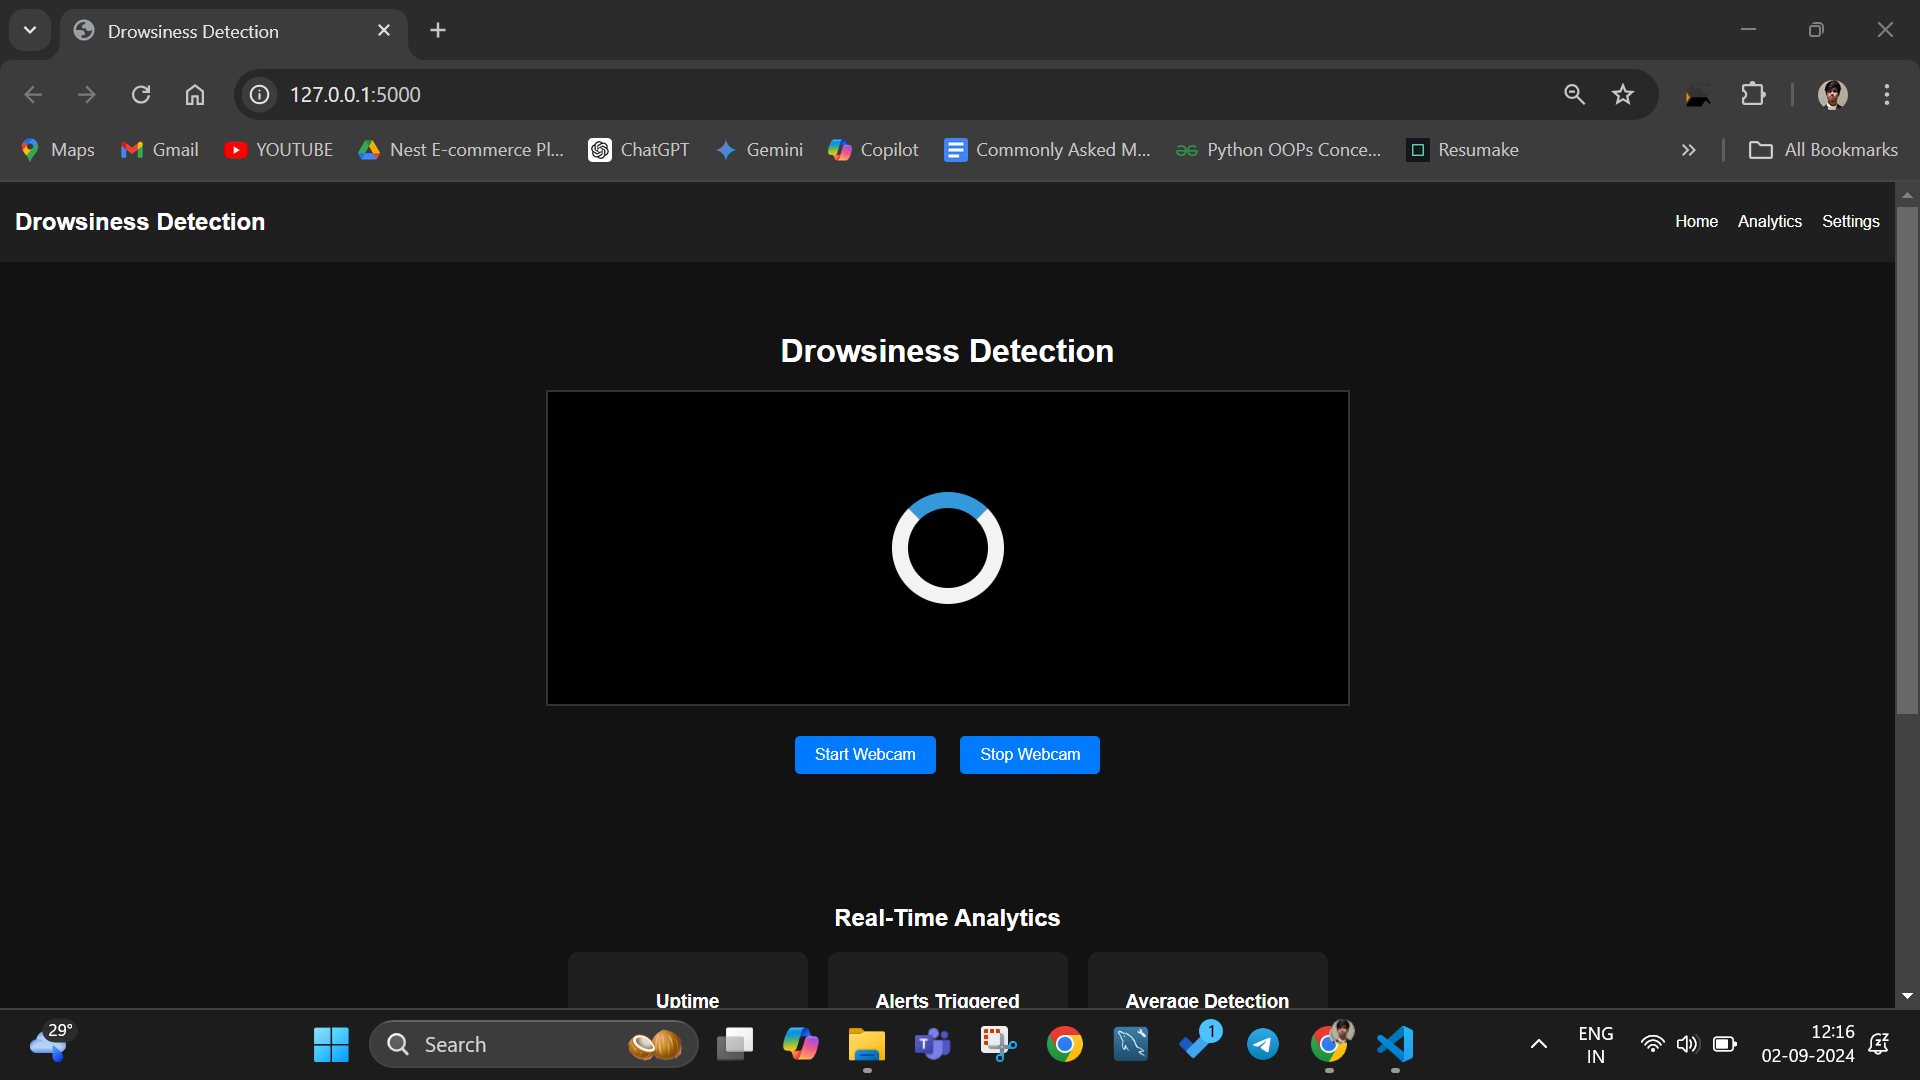 Drowsiness Detection
127.0.0.1:5000
Maps Gmail YOUTUBE Nest E-commerce Pl... ChatGPT Gemini Copilot Commonly Asked M... Python OOPs Conce... Resumake » All Bookmarks
Drowsiness Detection Home Analytics Settings
Drowsiness Detection
Start Webcam Stop Webcam
Real-Time Analytics
Uptime Alerts Triggered Average Detection
29°
Search
1
ENG
IN
12:16
02-09-2024